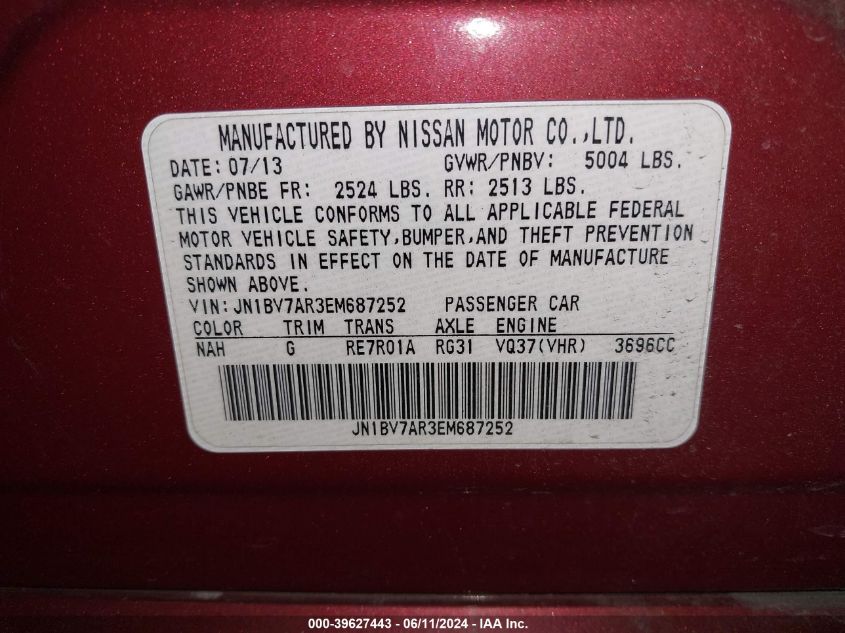 MANUFACTURED BY NISSAN MOTOR CO.,LTD.
DATE: 07/13 GVWR/PNBV: 5004 LBS.
GAWR/PNBE FR: 2524 LBS. RR: 2513 LBS.
THIS VEHICLE CONFORMS TO ALL APPLICABLE FEDERAL
MOTOR VEHICLE SAFETY,BUMPER,AND THEFT PREVENTION
STANDARDS IN EFFECT ON THE DATE OF MANUFACTURE
SHOWN ABOVE.
VIN:JN1BV7AR3EM687252 PASSENGER CAR
COLOR TRIM TRANS AXLE ENGINE
NAH G RE7R01A RG31 VQ37(VHR) 3696CC
JN1BV7AR3EM687252
000-39627443 - 06/11/2024 - IAA Inc.